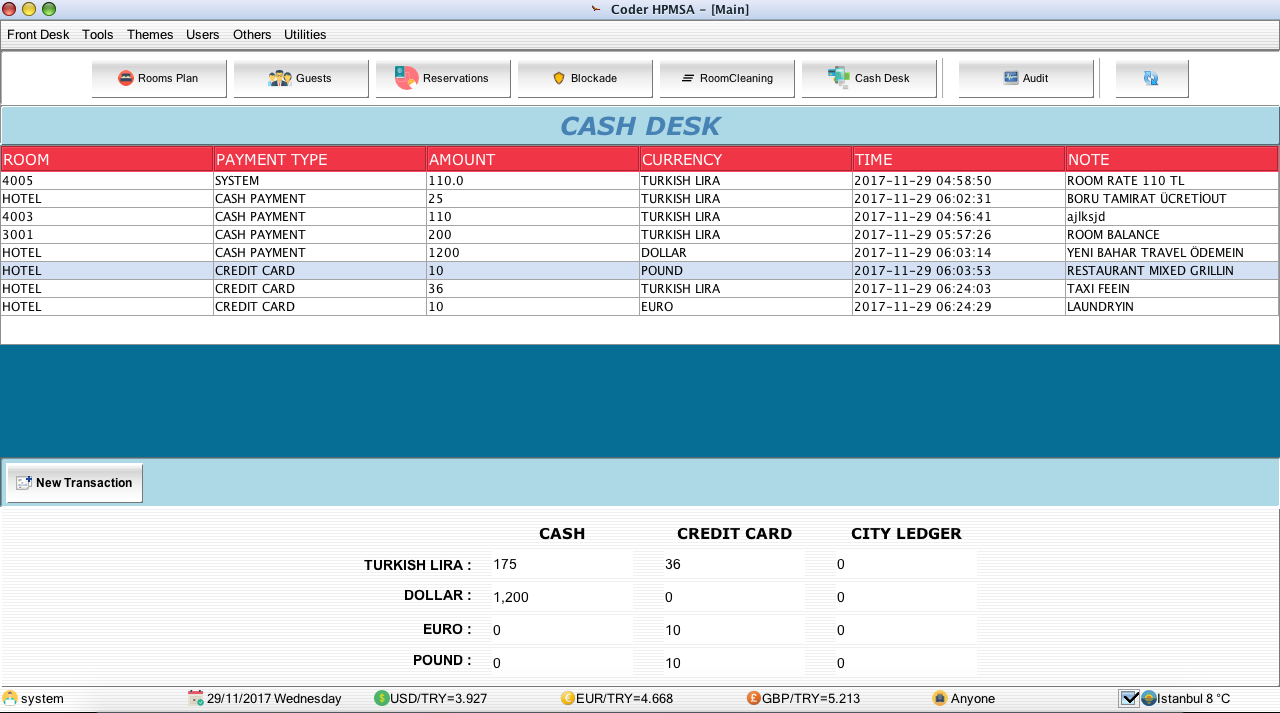 Coder HPMSA - [Main]
Front Desk Tools Themes Users Others Utilities
Rooms Plan Guests Reservations Blockade RoomCleaning Cash Desk Audit
CASH DESK
ROOM PAYMENT TYPE AMOUNT CURRENCY TIME NOTE
4005 SYSTEM 110.0 TURKISH LIRA 2017-11-29 04:58:50 ROOM RATE 110 TL
HOTEL CASH PAYMENT 25 TURKISH LIRA 2017-11-29 06:02:31 BORU TAMIRAT ÜCRETİOUT
4003 CASH PAYMENT 110 TURKISH LIRA 2017-11-29 04:56:41 ajlksjd
3001 CASH PAYMENT 200 TURKISH LIRA 2017-11-29 05:57:26 ROOM BALANCE
HOTEL CASH PAYMENT 1200 DOLLAR 2017-11-29 06:03:14 YENI BAHAR TRAVEL ÖDEMEIN
HOTEL CREDIT CARD 10 POUND 2017-11-29 06:03:53 RESTAURANT MIXED GRILLIN
HOTEL CREDIT CARD 36 TURKISH LIRA 2017-11-29 06:24:03 TAXI FEEIN
HOTEL CREDIT CARD 10 EURO 2017-11-29 06:24:29 LAUNDRYIN
New Transaction
CASH CREDIT CARD CITY LEDGER
TURKISH LIRA : 175 36 0
DOLLAR : 1,200 0 0
EURO : 0 10 0
POUND : 0 10 0
system 29/11/2017 Wednesday USD/TRY=3.927 EUR/TRY=4.668 GBP/TRY=5.213 Anyone Istanbul 8 °C